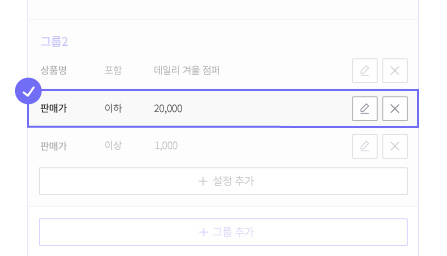 그룹2
상품명 포함 데일리 겨울 점퍼
판매가 이하 20,000
판매가 이상 1,000
+ 설정 추가
+ 그룹 추가